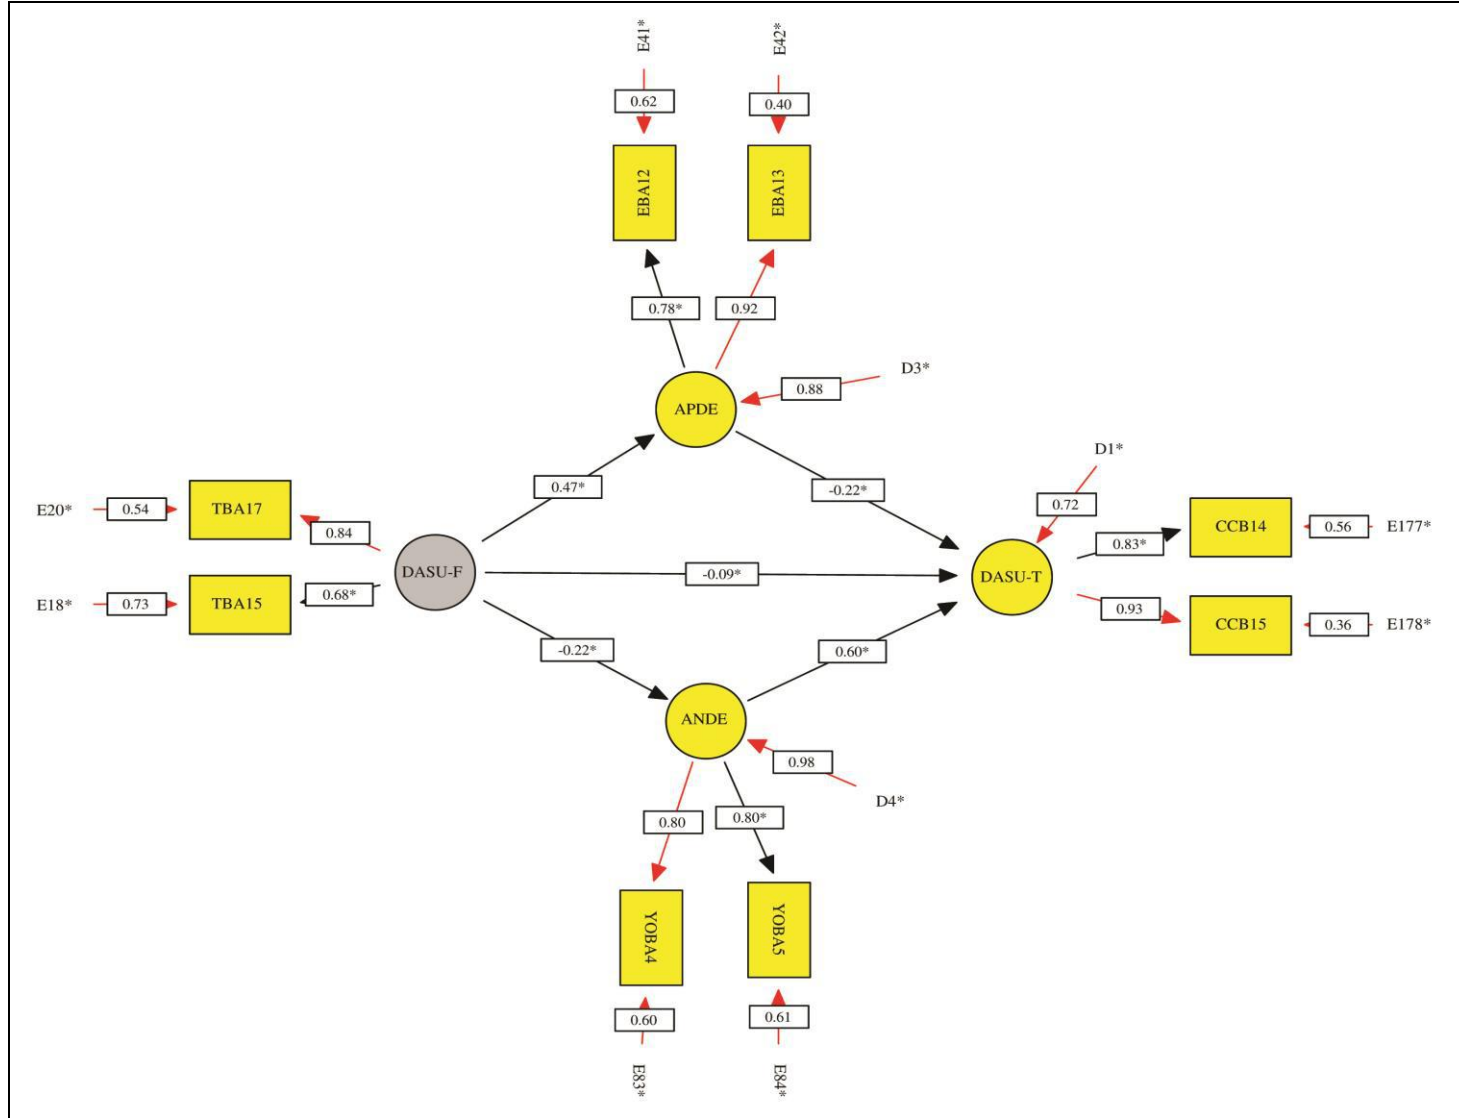 E41*
E42*
0.62
0.40
EBA12
EBA13
0.78*
0.92
D3*
0.88
APDE
D1*
0.47*
-0.22*
0.72
E20*
0.54
TBA17
0.84
CCB14
0.56
E177*
0.83*
DASU-F
-0.09*
DASU-T
E18*
0.73
TBA15
0.68*
0.93
CCB15
0.36
E178*
-0.22*
0.60*
ANDE
0.98
D4*
0.80
0.80*
YOBA4
YOBA5
0.60
0.61
E83*
E84*